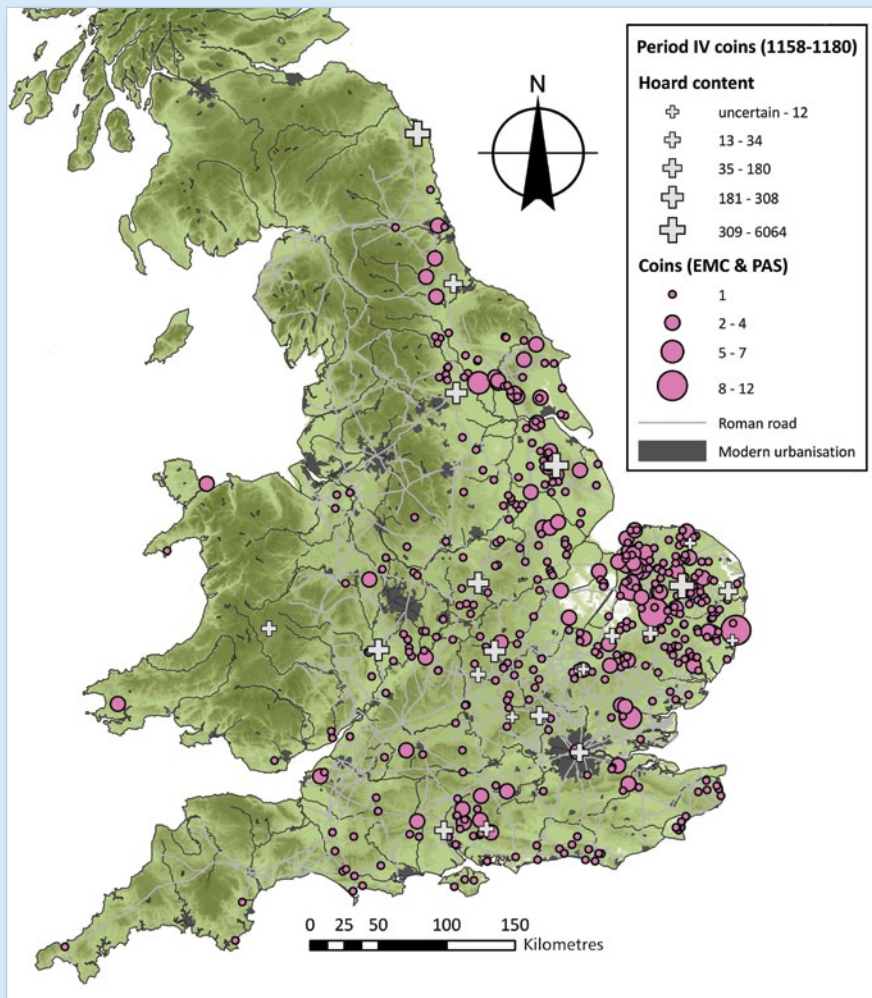 N
Period IV coins (1158-1180)
Hoard content
uncertain - 12
13 - 34
35 - 180
181 - 308
309 - 6064
Coins (EMC & PAS)
1
2 - 4
5 - 7
8 - 12
Roman road
Modern urbanisation
0 25 50 100 150
Kilometres